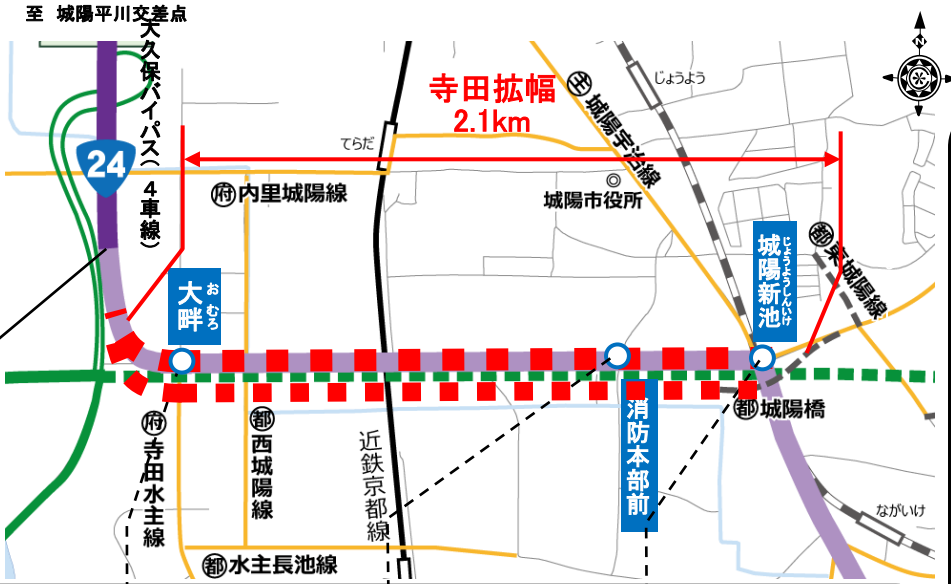 至 城陽平川交差点
大久保バイパス(4車線)
24
寺田拡幅
2.1km
てらだ
じょうよう
主 城陽宇治線
府 内里城陽線
城陽市役所
都 東城陽線
大畔
おむろ
城陽新池
じょうようしんいけ
消防本部前
都 城陽橋
府 寺田水主線
都 西城陽線
近鉄京都線
都 水主長池線
ながいけ
N